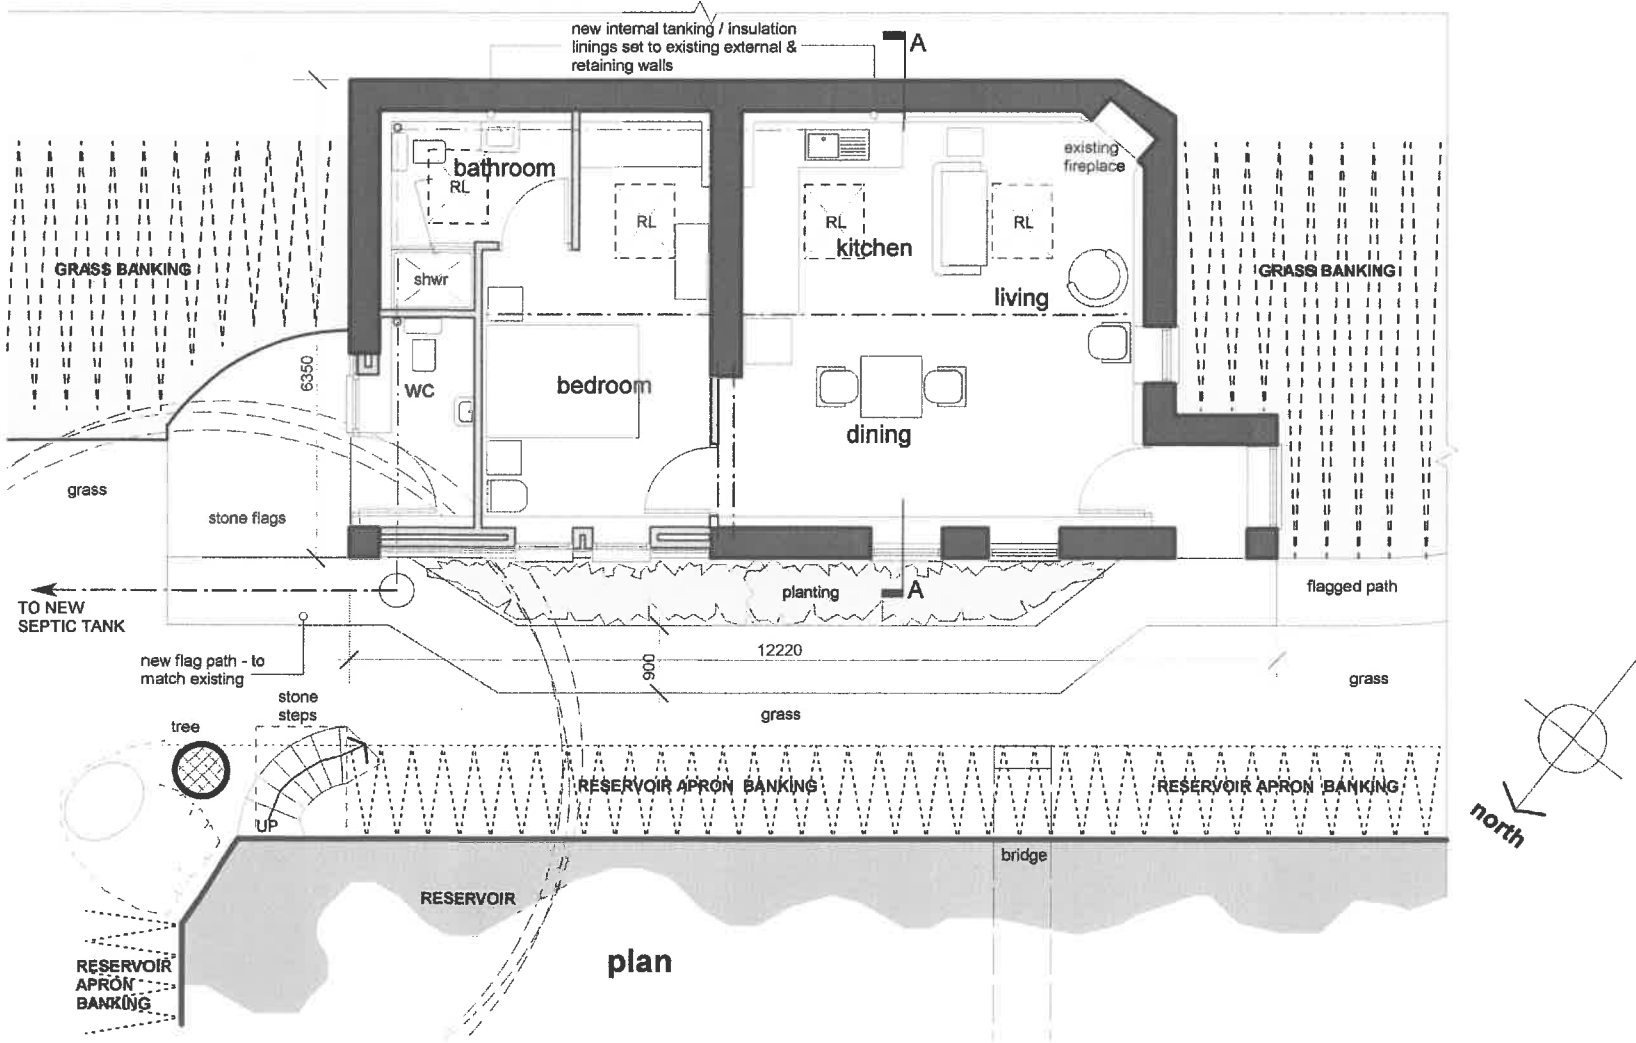 new internal tanking / insulation
linings set to existing external &
retaining walls
A
existing
fireplace
bathroom
RL
RL
RL
RL
kitchen
GRASS BANKING
shwr
GRASS BANKING
living
6350
WC
bedroom
dining
grass
stone flags
planting
A
flagged path
TO NEW
SEPTIC TANK
new flag path - to
match existing
12220
900
grass
stone
steps
grass
tree
RESERVOIR APRON BANKING
RESERVOIR APRON BANKING
UP
north
bridge
RESERVOIR
plan
RESERVOIR
APRON
BANKING